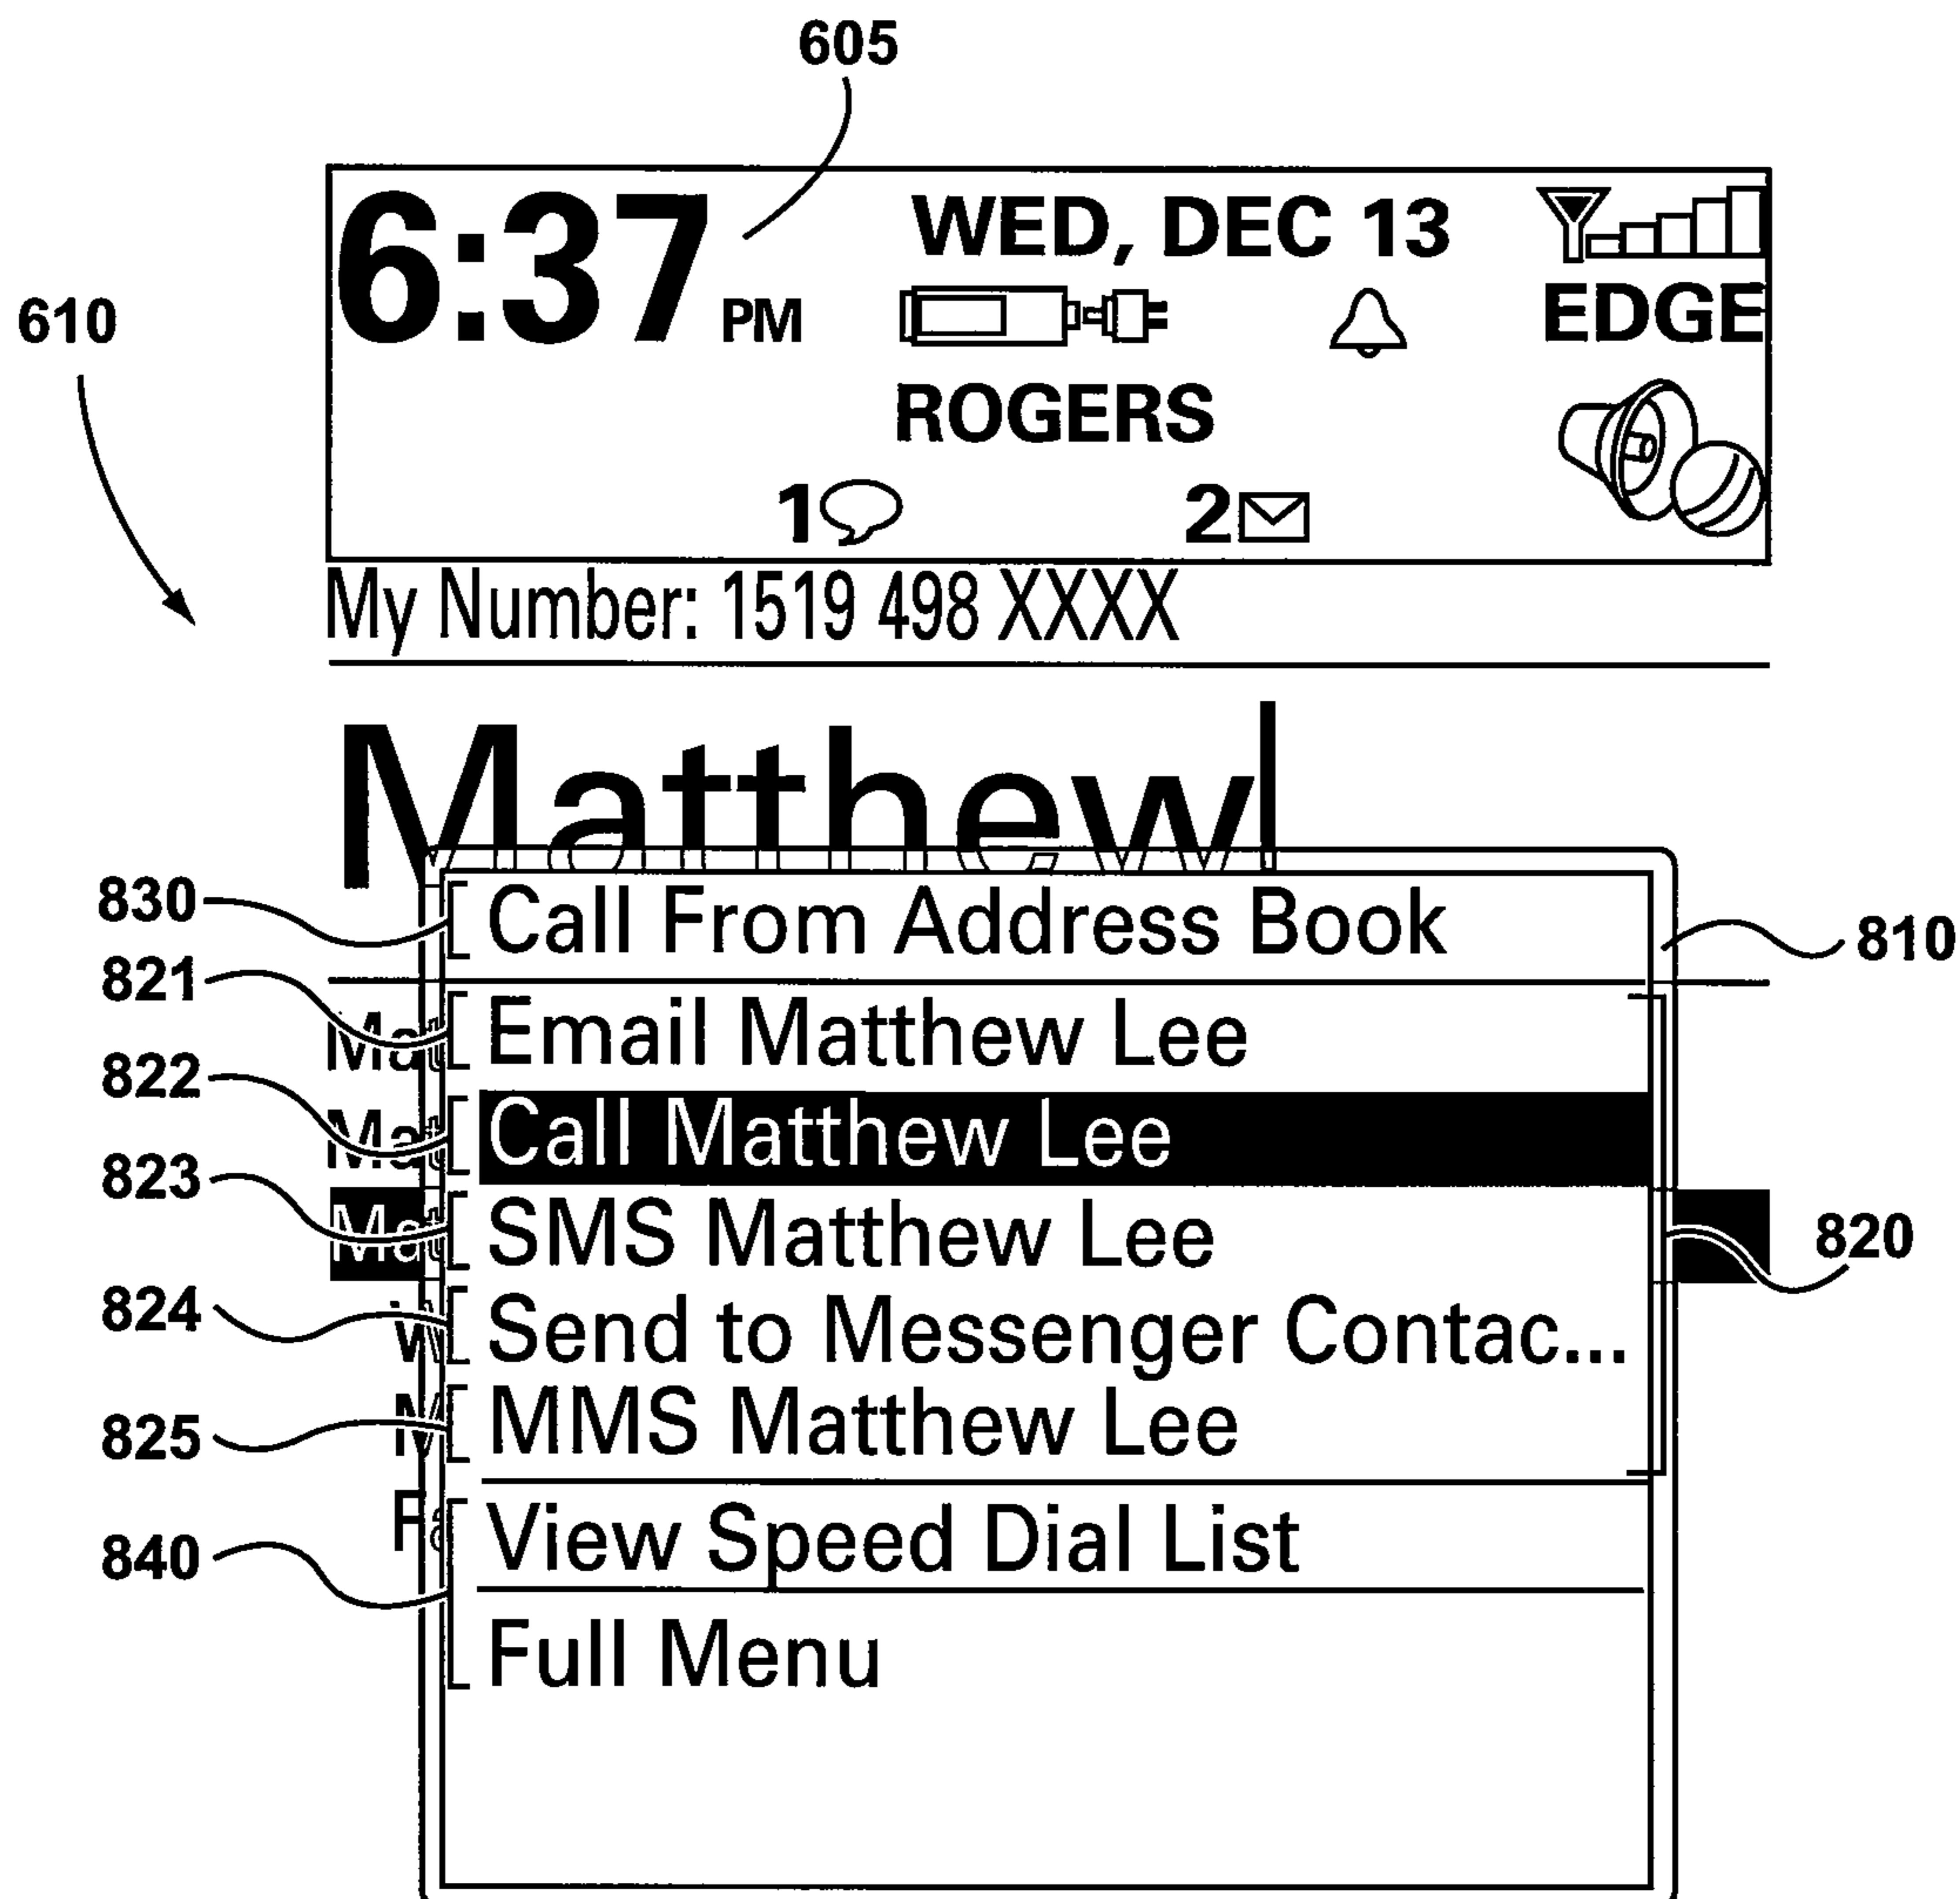 605
6:37 PM WED, DEC 13
610
EDGE
ROGERS
1 2
My Number: 1519 498 XXXX
Matthew
830 Call From Address Book 810
821 Email Matthew Lee
822 Call Matthew Lee
823 SMS Matthew Lee 820
824 Send to Messenger Contac...
825 MMS Matthew Lee
View Speed Dial List
840
Full Menu